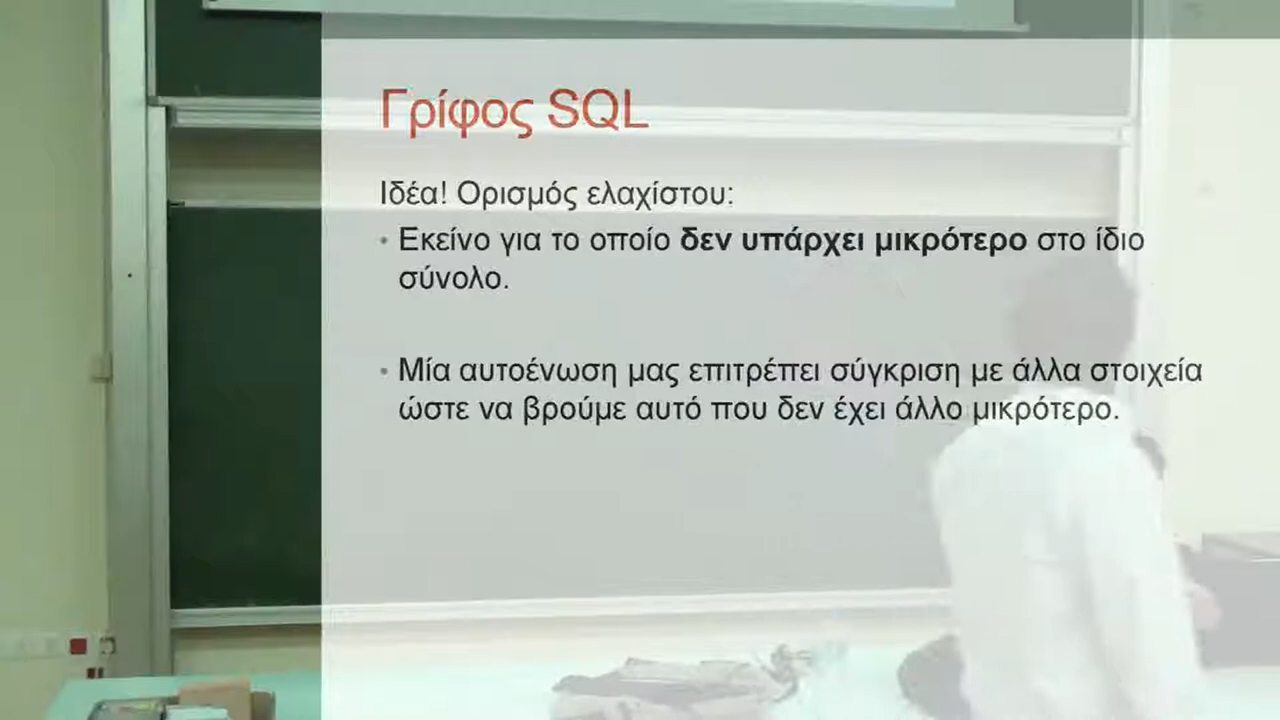 Γρίφος SQL
Ιδέα! Ορισμός ελαχίστου:
• Εκείνο για το οποίο δεν υπάρχει μικρότερο στο ίδιο
σύνολο.
• Μία αυτοένωση μας επιτρέπει σύγκριση με άλλα στοιχεία
ώστε να βρούμε αυτό που δεν έχει άλλο μικρότερο.